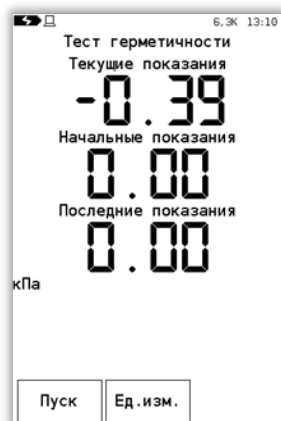 6,3K 13:10
Тест герметичности
Текущие показания
-0.39
Начальные показания
0.00
Последние показания
0.00
кПа
Пуск Ед.изм.